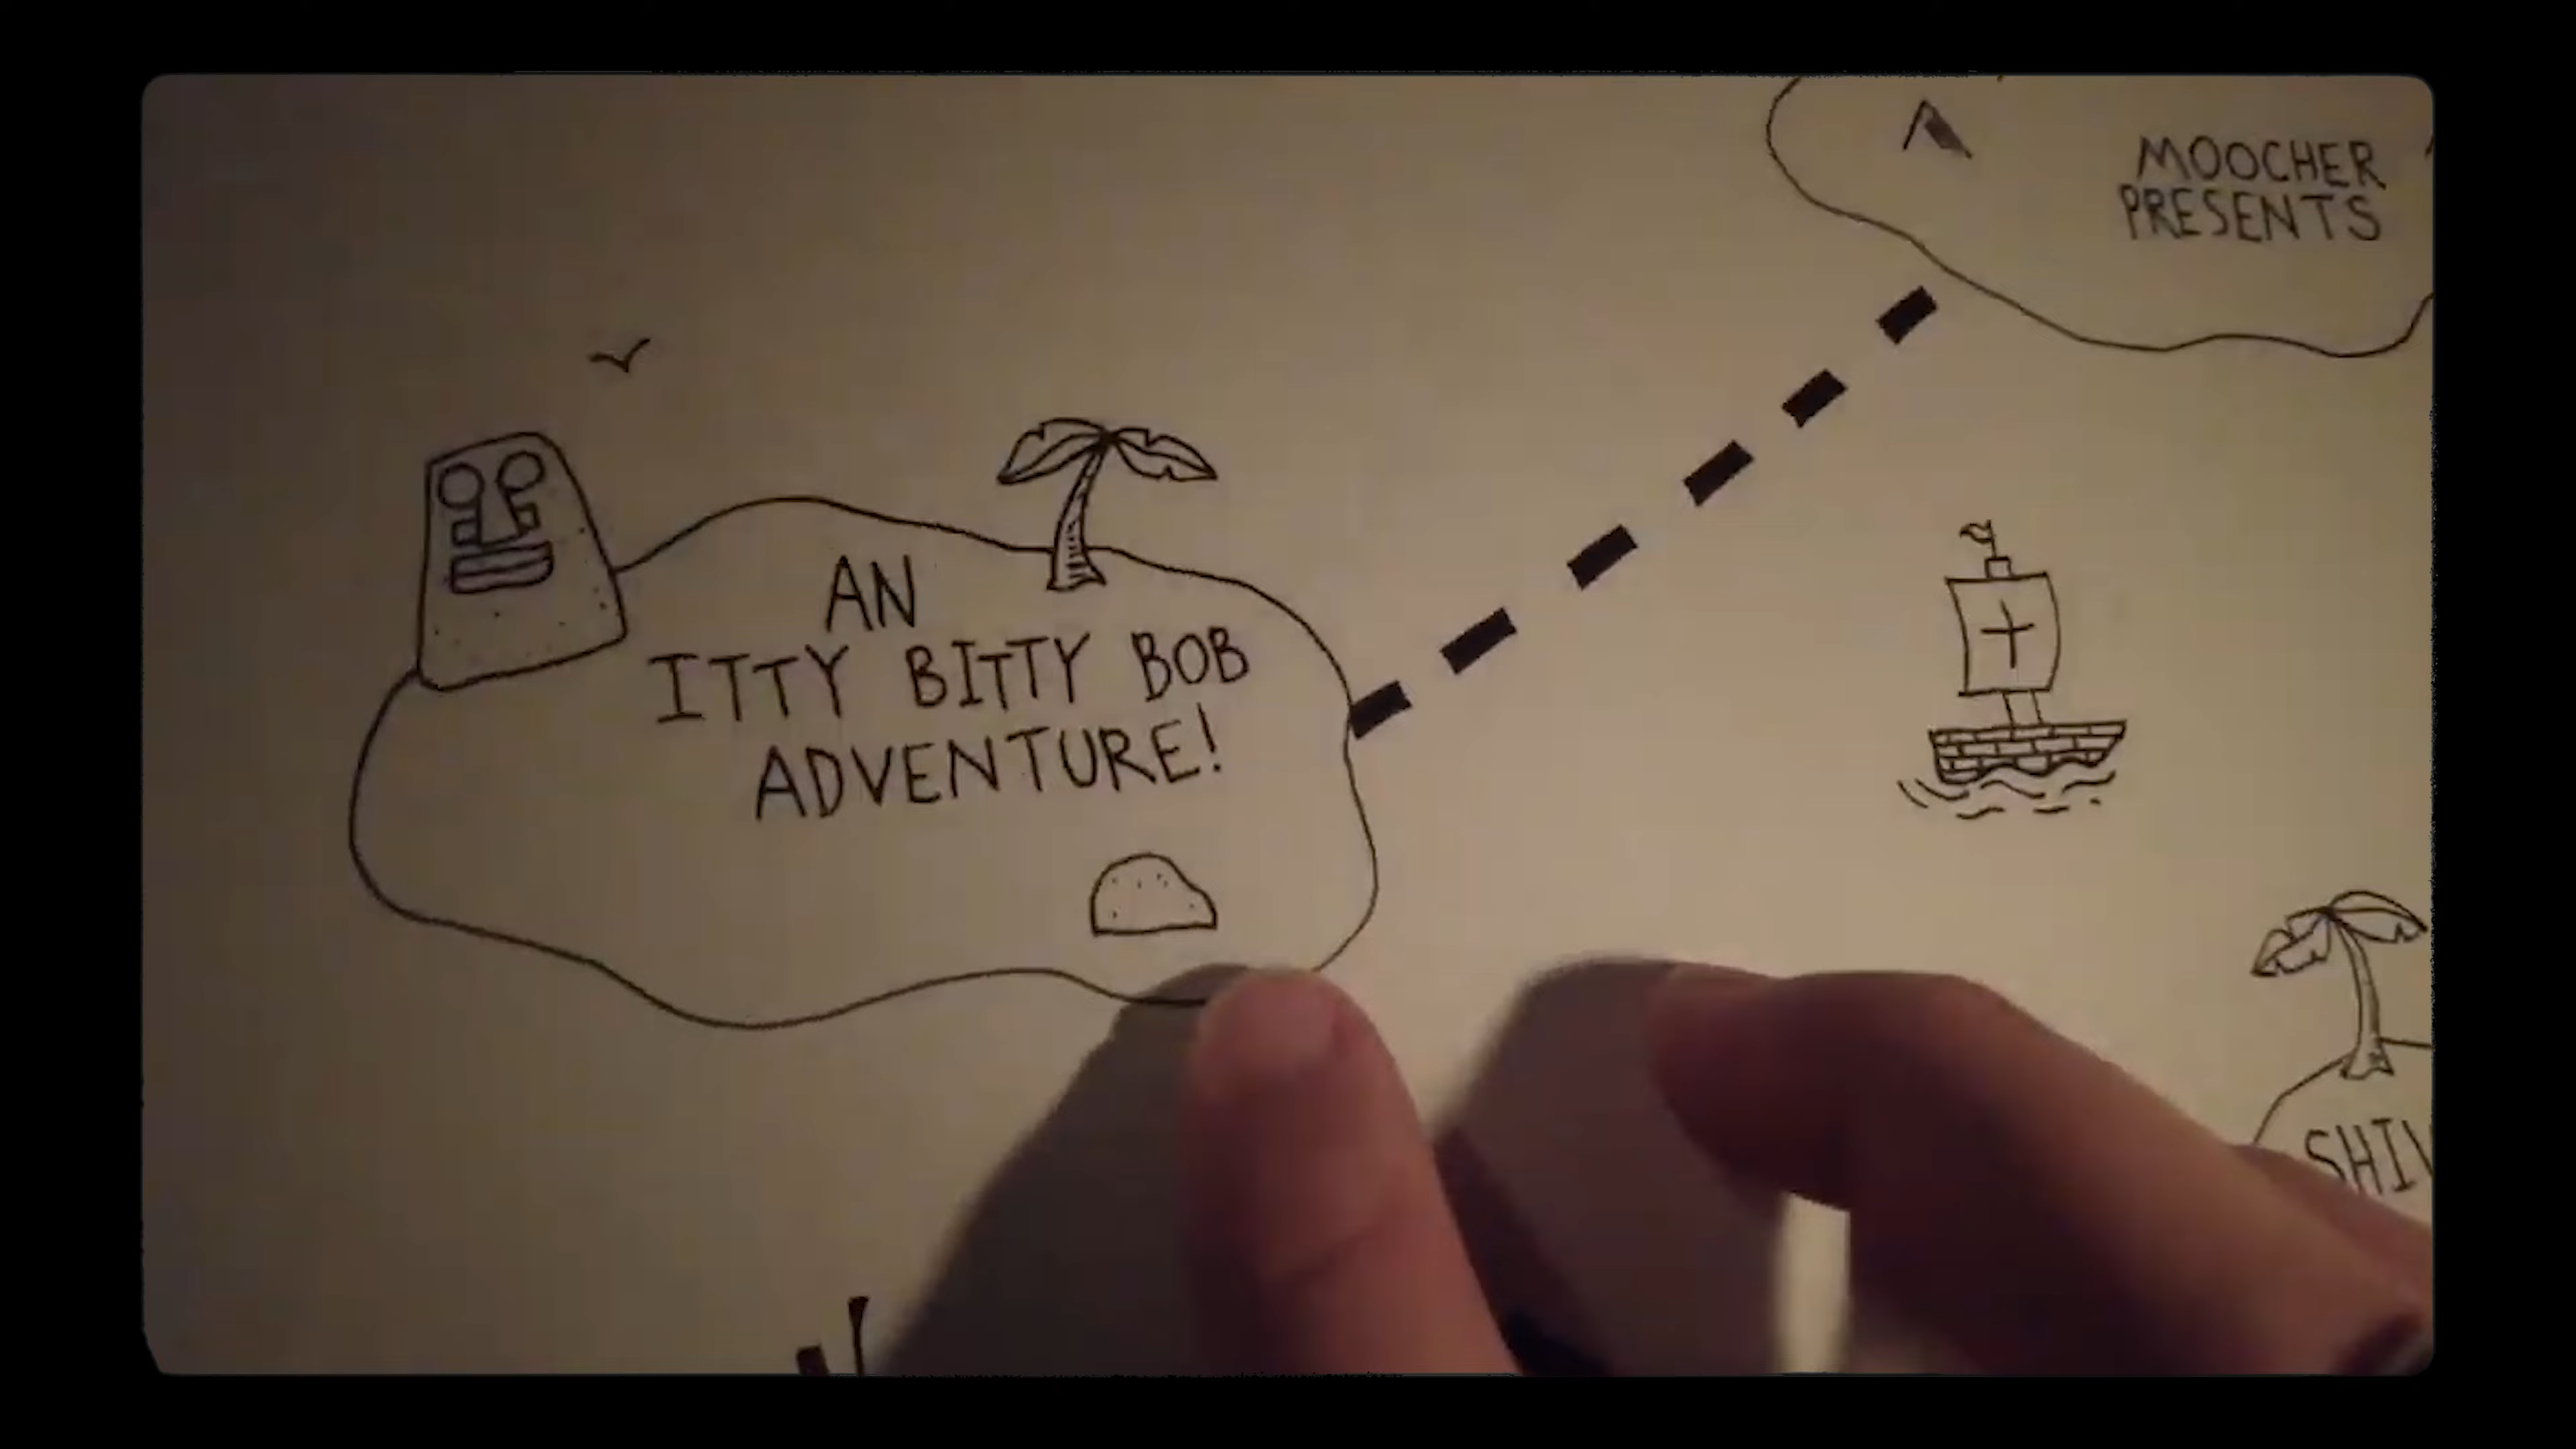 MOOCHER
PRESENTS
AN
ITTY BITTY BOB
ADVENTURE!